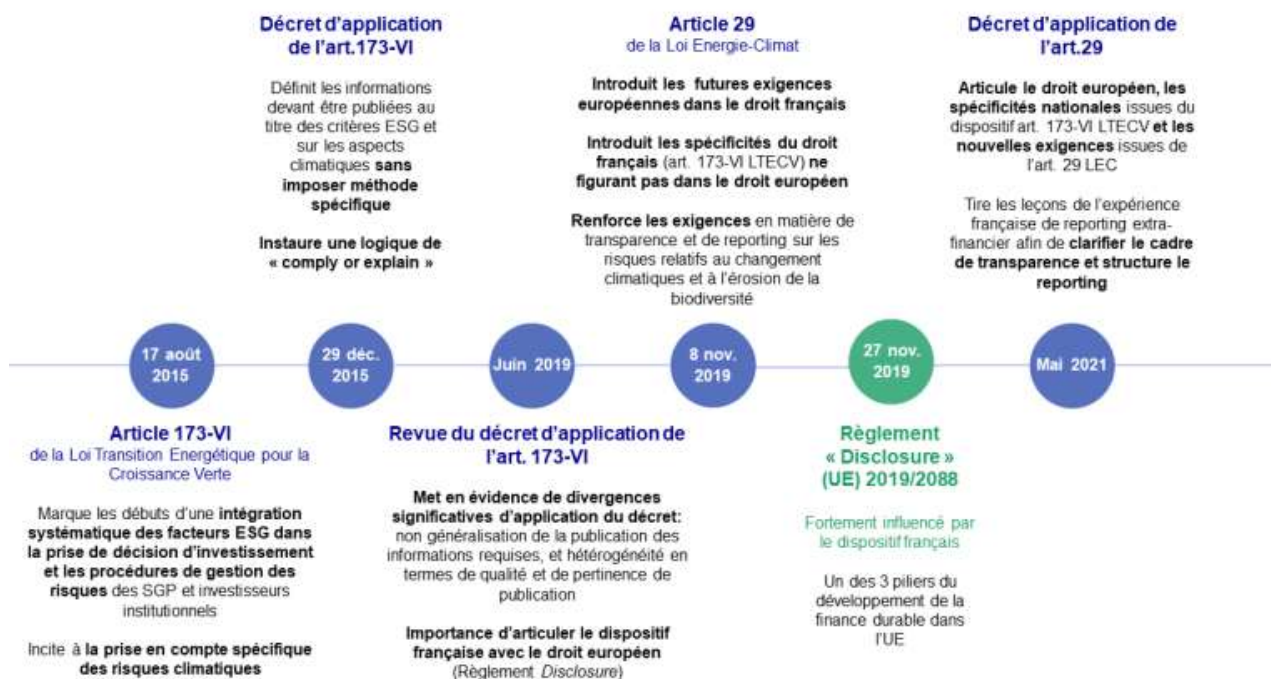 Décret d'application
de l'art.173-VI
Définit les informations
devant être publiées au
titre des critères ESG et
sur les aspects
climatiques sans
imposer méthode
spécifique
Instaure une logique de
« comply or explain »
Article 29
de la Loi Energie-Climat
Introduit les futures exigences
européennes dans le droit français
Introduit les spécificités du droit
français (art. 173-VI LTECV) ne
figurant pas dans le droit européen
Renforce les exigences en matière de
transparence et de reporting sur les
risques relatifs au changement
climatiques et à l'érosion de la
biodiversité
Décret d'application de
l'art.29
Articule le droit européen, les
spécificités nationales issues du
dispositif art. 173-VI LTECV et les
nouvelles exigences issues de
l'art. 29 LEC
Tire les leçons de l'expérience
française de reporting extra-
financier afin de clarifier le cadre
de transparence et structure le
reporting
17 août
2015
29 déc.
2015
Juin 2019
8 nov.
2019
27 nov.
2019
Mai 2021
Article 173-VI
de la Loi Transition Energétique pour la
Croissance Verte
Marque les débuts d'une intégration
systématique des facteurs ESG dans
la prise de décision d'investissement
et les procédures de gestion des
risques des SGP et investisseurs
institutionnels
Incite à la prise en compte spécifique
des risques climatiques
Revue du décret d'application de
l'art. 173-VI
Met en évidence de divergences
significatives d'application du décret:
non généralisation de la publication des
informations requises, et hétérogénéité en
termes de qualité et de pertinence de
publication
Importance d'articuler le dispositif
française avec le droit européen
(Règlement Disclosure)
Règlement
« Disclosure »
(UE) 2019/2088
Fortement influencé par
le dispositif français
Un des 3 piliers du
développement de la
finance durable dans
l'UE